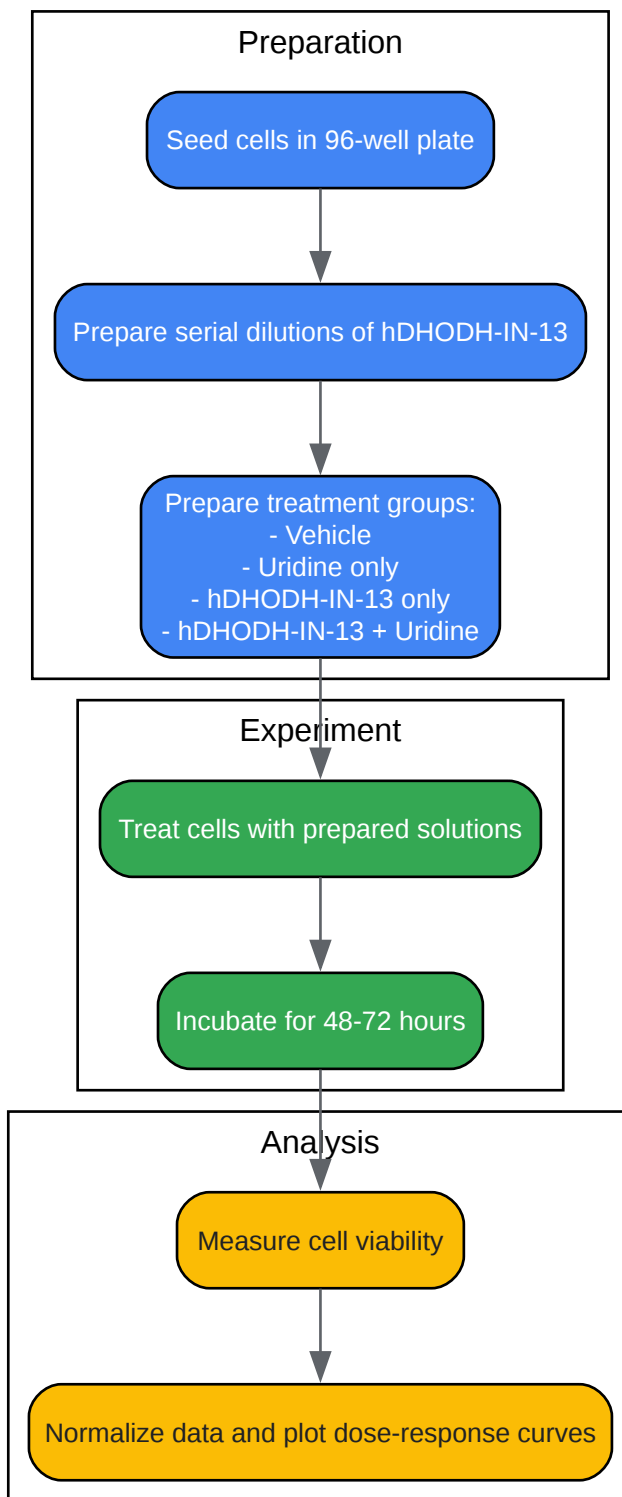 Preparation
Seed cells in 96-well plate
Prepare serial dilutions of hDHODH-IN-13
Prepare treatment groups:
- Vehicle
- Uridine only
- hDHODH-IN-13 only
- hDHODH-IN-13 + Uridine
Experiment
Treat cells with prepared solutions
Incubate for 48-72 hours
Analysis
Measure cell viability
Normalize data and plot dose-response curves